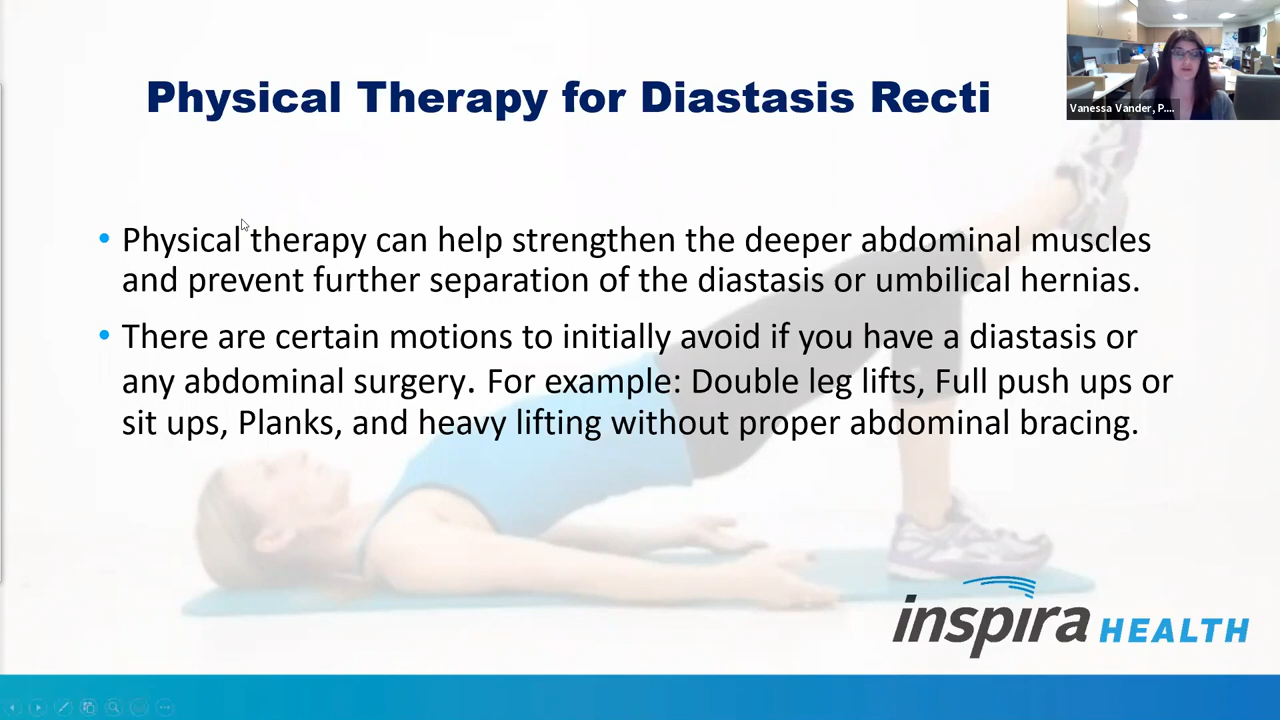 Physical Therapy for Diastasis Recti
Vanessa Vander, P....
• Physical therapy can help strengthen the deeper abdominal muscles
and prevent further separation of the diastasis or umbilical hernias.
• There are certain motions to initially avoid if you have a diastasis or
any abdominal surgery. For example: Double leg lifts, Full push ups or
sit ups, Planks, and heavy lifting without proper abdominal bracing.
inspira HEALTH